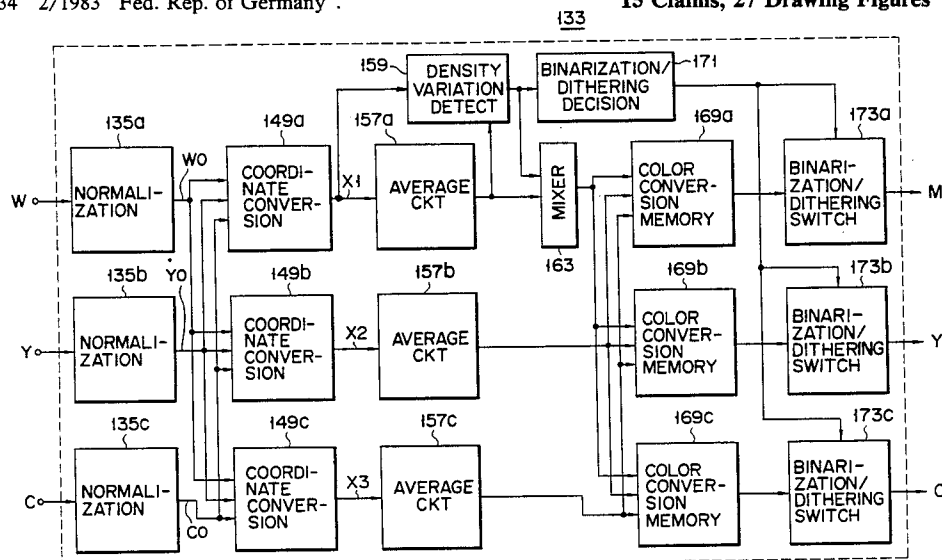 34 2/1983 Fed. Rep. of Germany .
15 Claims, 27 Drawing Figures
133
159
DENSITY
VARIATION
DETECT
BINARIZATION/
DITHERING
DECISION
171
135a
NORMALI-
ZATION
W
W0
149a
COORDI-
NATE
CONVER-
SION
X1
157a
AVERAGE
CKT
MIXER
163
169a
COLOR
CONVER-
SION
MEMORY
173a
BINARI-
ZATION/
DITHERING
SWITCH
M
135b
NORMALI-
ZATION
Y
Y0
149b
COORDI-
NATE
CONVER-
SION
X2
157b
AVERAGE
CKT
169b
COLOR
CONVER-
SION
MEMORY
173b
BINARI-
ZATION/
DITHERING
SWITCH
Y
135c
NORMALI-
ZATION
C
C0
149c
COORDI-
NATE
CONVER-
SION
X3
157c
AVERAGE
CKT
169c
COLOR
CONVER-
SION
MEMORY
173c
BINARI-
ZATION/
DITHERING
SWITCH